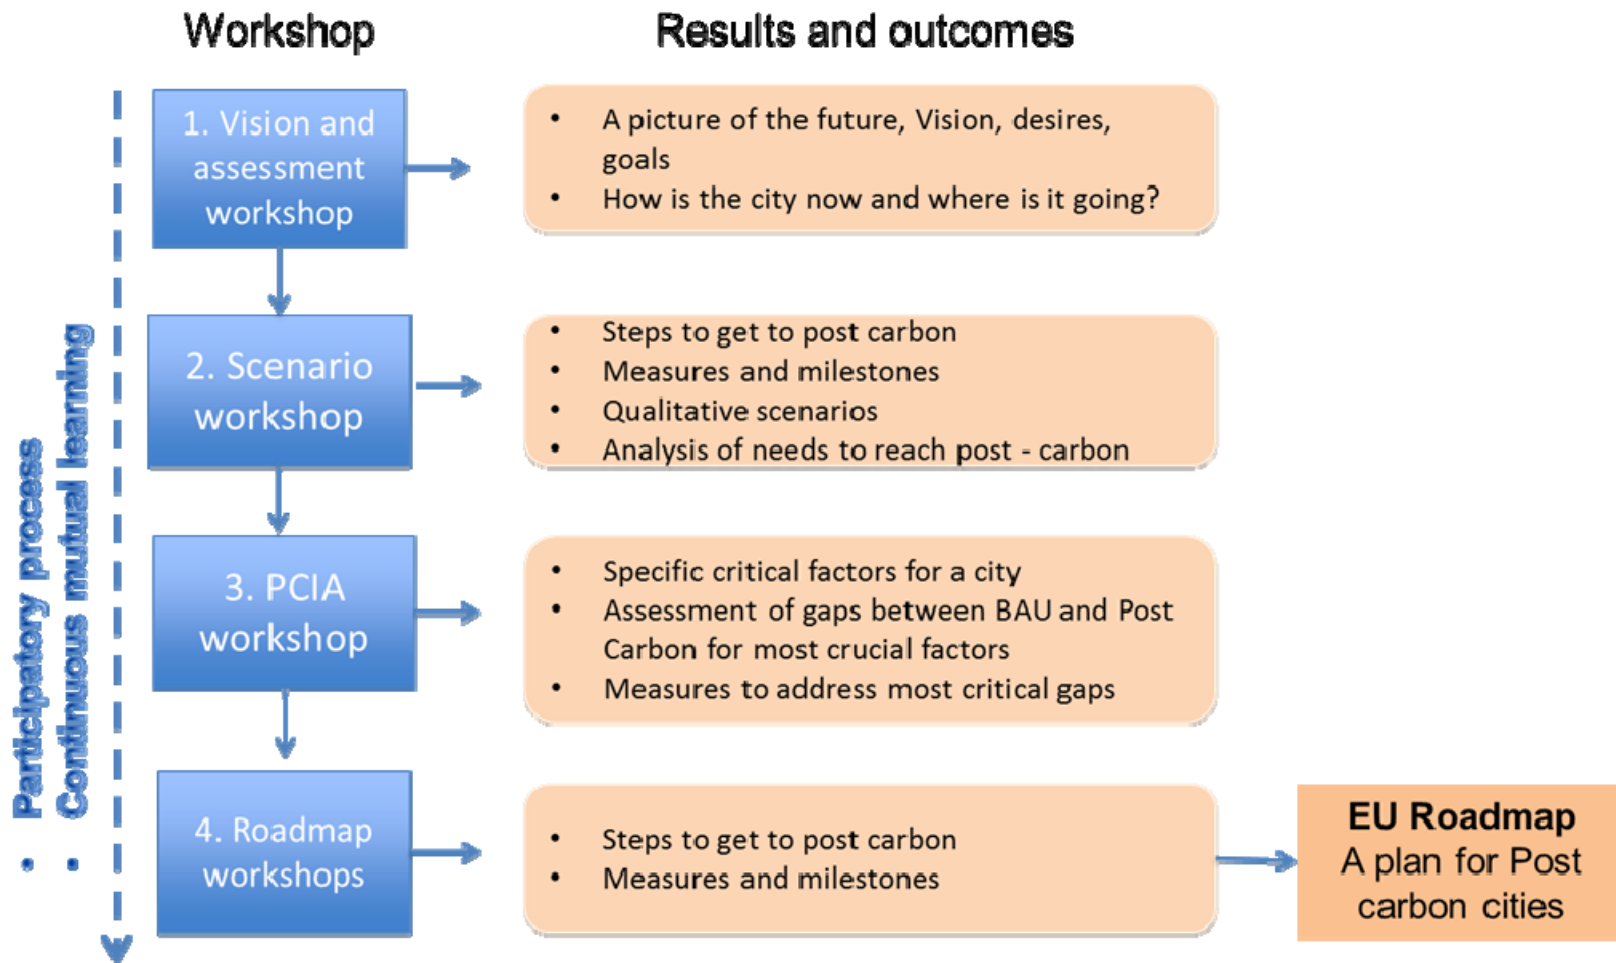 Workshop
Results and outcomes
1. Vision and
assessment
workshop
• A picture of the future, Vision, desires,
goals
• How is the city now and where is it going?
2. Scenario
workshop
• Steps to get to post carbon
• Measures and milestones
• Qualitative scenarios
• Analysis of needs to reach post - carbon
3. PCIA
workshop
• Specific critical factors for a city
• Assessment of gaps between BAU and Post
Carbon for most crucial factors
• Measures to address most critical gaps
4. Roadmap
workshops
• Steps to get to post carbon
• Measures and milestones
EU Roadmap
A plan for Post
carbon cities
• Participatory process
• Continuous mutual learning